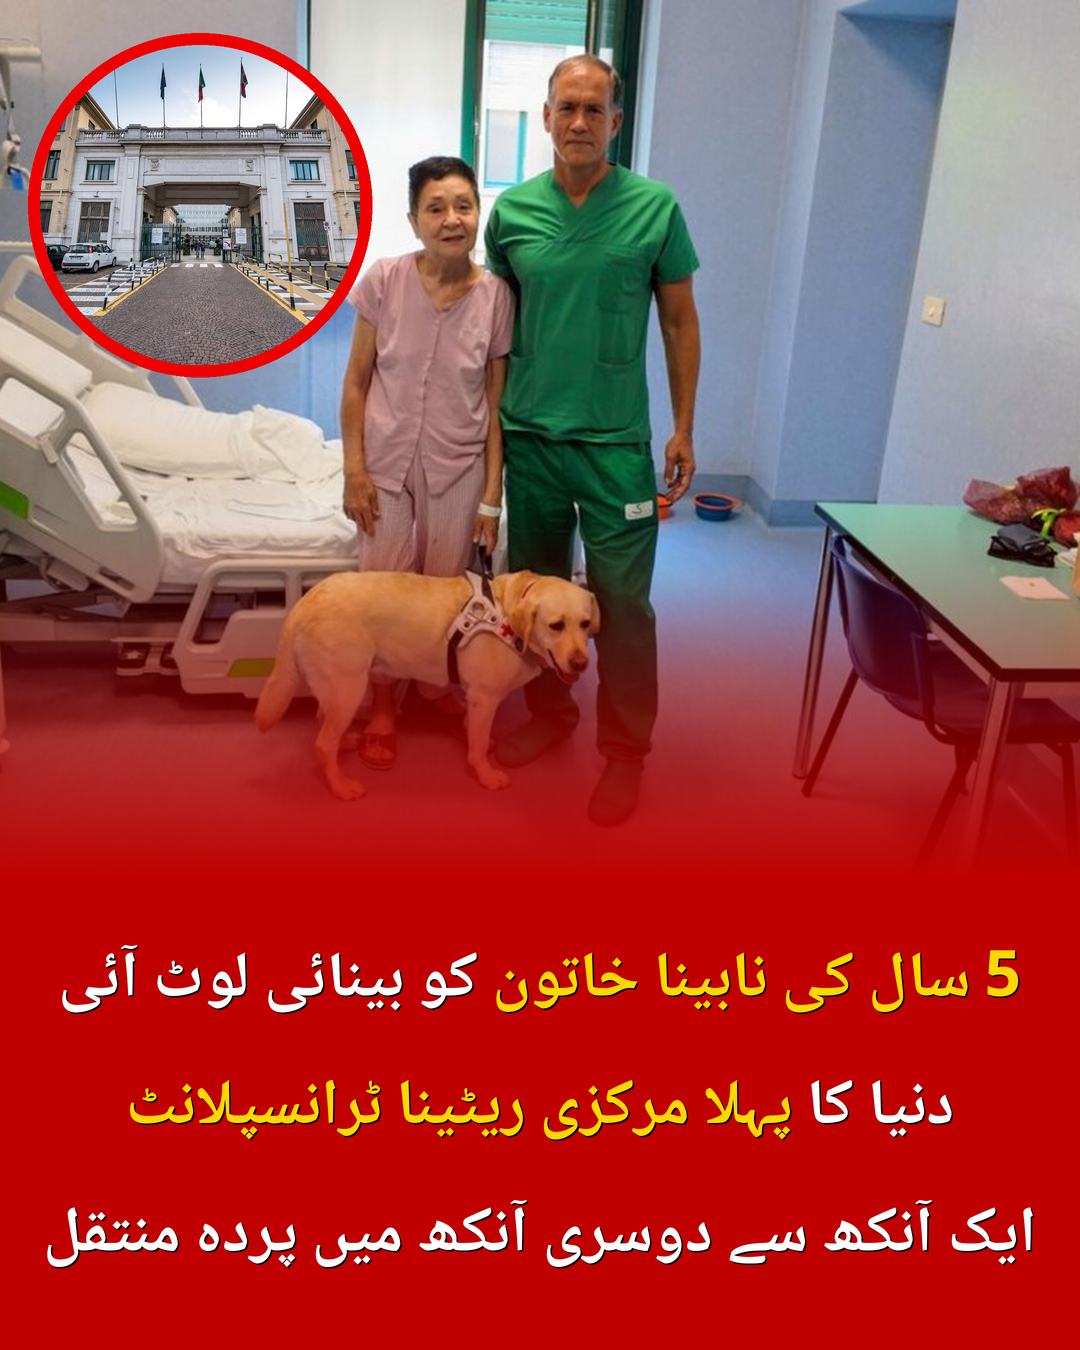 5 سال کی نابینا خاتون کو بینائی لوٹ آئی
دنیا کا پہلا مرکزی ریٹینا ٹرانسپلانٹ
ایک آنکھ سے دوسری آنکھ میں پردہ منتقل